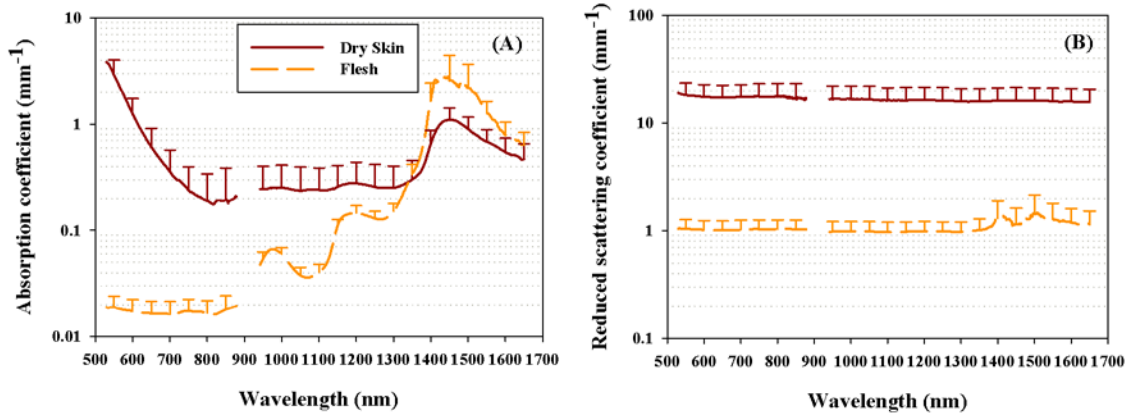 Absorption coefficient (mm-1)
10
1
0.1
0.01
Dry Skin
Flesh
(A)
500 600 700 800 900 1000 1100 1200 1300 1400 1500 1600 1700
Wavelength (nm)
Reduced scattering coefficient (mm-1)
100
10
1
0.1
(B)
500 600 700 800 900 1000 1100 1200 1300 1400 1500 1600 1700
Wavelength (nm)